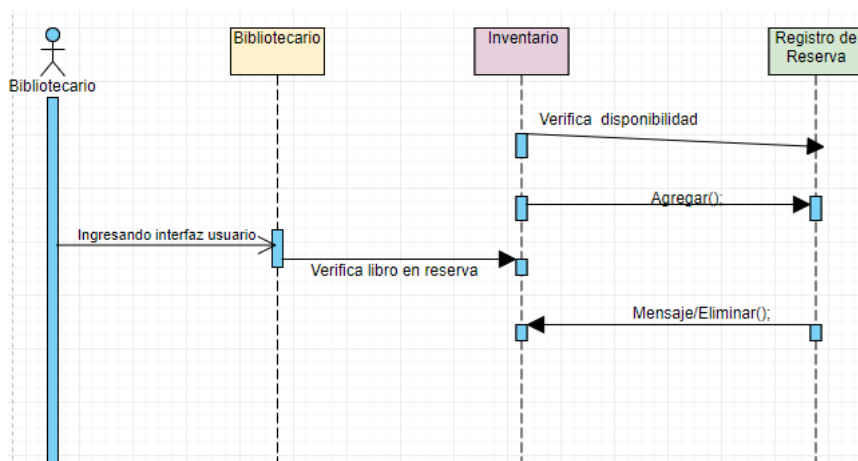 Bibliotecario
Inventario
Registro de
Reserva
Bibliotecario
Verifica disponibilidad
Agregar();
Ingresando interfaz usuario
Verifica libro en reserva
Mensaje/Eliminar();